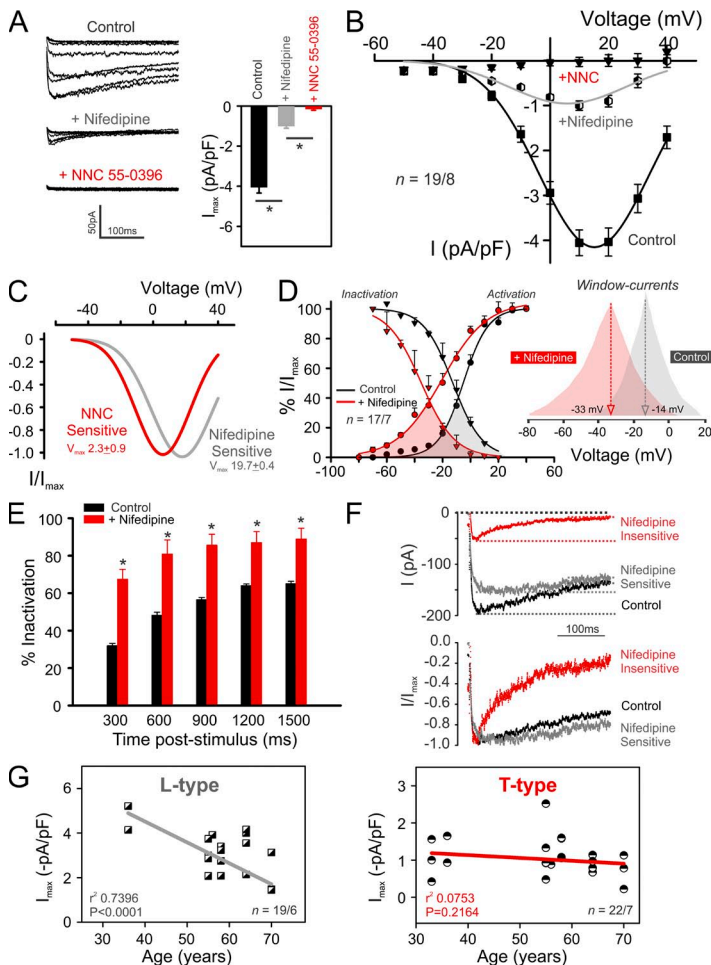 A
Control
+ Nifedipine
+ NNC 55-0396
50pA
100ms
Control
+ Nifedipine
+ NNC 55-0396
0
-2
-4
-6
Imax (pA/pF)
*
*
B
Voltage (mV)
-60
-40
-20
20
40
+NNC
+Nifedipine
-1
-2
-3
-4
n = 19/8
I (pA/pF)
Control
C
Voltage (mV)
-40
0
40
0
-0.2
-0.4
-0.6
-0.8
-1.0
I/Imax
NNC
Sensitive
Vmax 2.3±0.9
Nifedipine
Sensitive
Vmax 19.7±0.4
D
Inactivation
Activation
100
80
60
40
20
0
% I/Imax
Control
+ Nifedipine
n = 17/7
-80
-60
-40
-20
0
20
40
60
Voltage (mV)
Window-currents
+ Nifedipine
Control
-33 mV
-14 mV
-80
-60
-40
-20
0
20
Voltage (mV)
E
Control
+ Nifedipine
100
80
60
40
20
0
% Inactivation
*
*
*
*
*
300
600
900
1200
1500
Time post-stimulus (ms)
F
0
-100
-200
I (pA)
Nifedipine
Insensitive
Nifedipine
Sensitive
Control
100ms
0.0
-0.2
-0.4
-0.6
-0.8
-1.0
I/Imax
Nifedipine
Insensitive
Control
Nifedipine
Sensitive
G
L-type
6
4
2
0
Imax (-pA/pF)
r² 0.7396
P<0.0001
n = 19/6
30
40
50
60
70
Age (years)
T-type
3
2
1
0
Imax (-pA/pF)
r² 0.0753
P=0.2164
n = 22/7
30
40
50
60
70
Age (years)